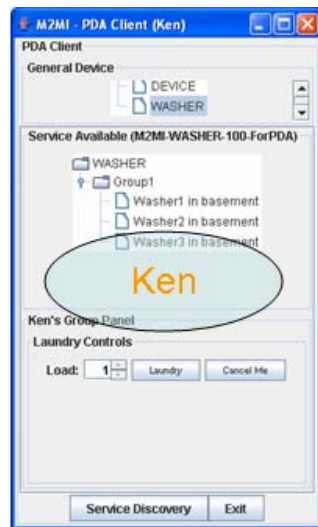 M2MI - PDA Client (Ken)
PDA Client
General Device
DEVICE
WASHER
Service Available (M2MI-WASHER-100-ForPDA)
WASHER
Group1
Washer1 in basement
Washer2 in basement
Washer3 in basement
Ken
Ken's Group Panel
Laundry Controls
Load: 1 Laundry Cancel Me
Service Discovery Exit